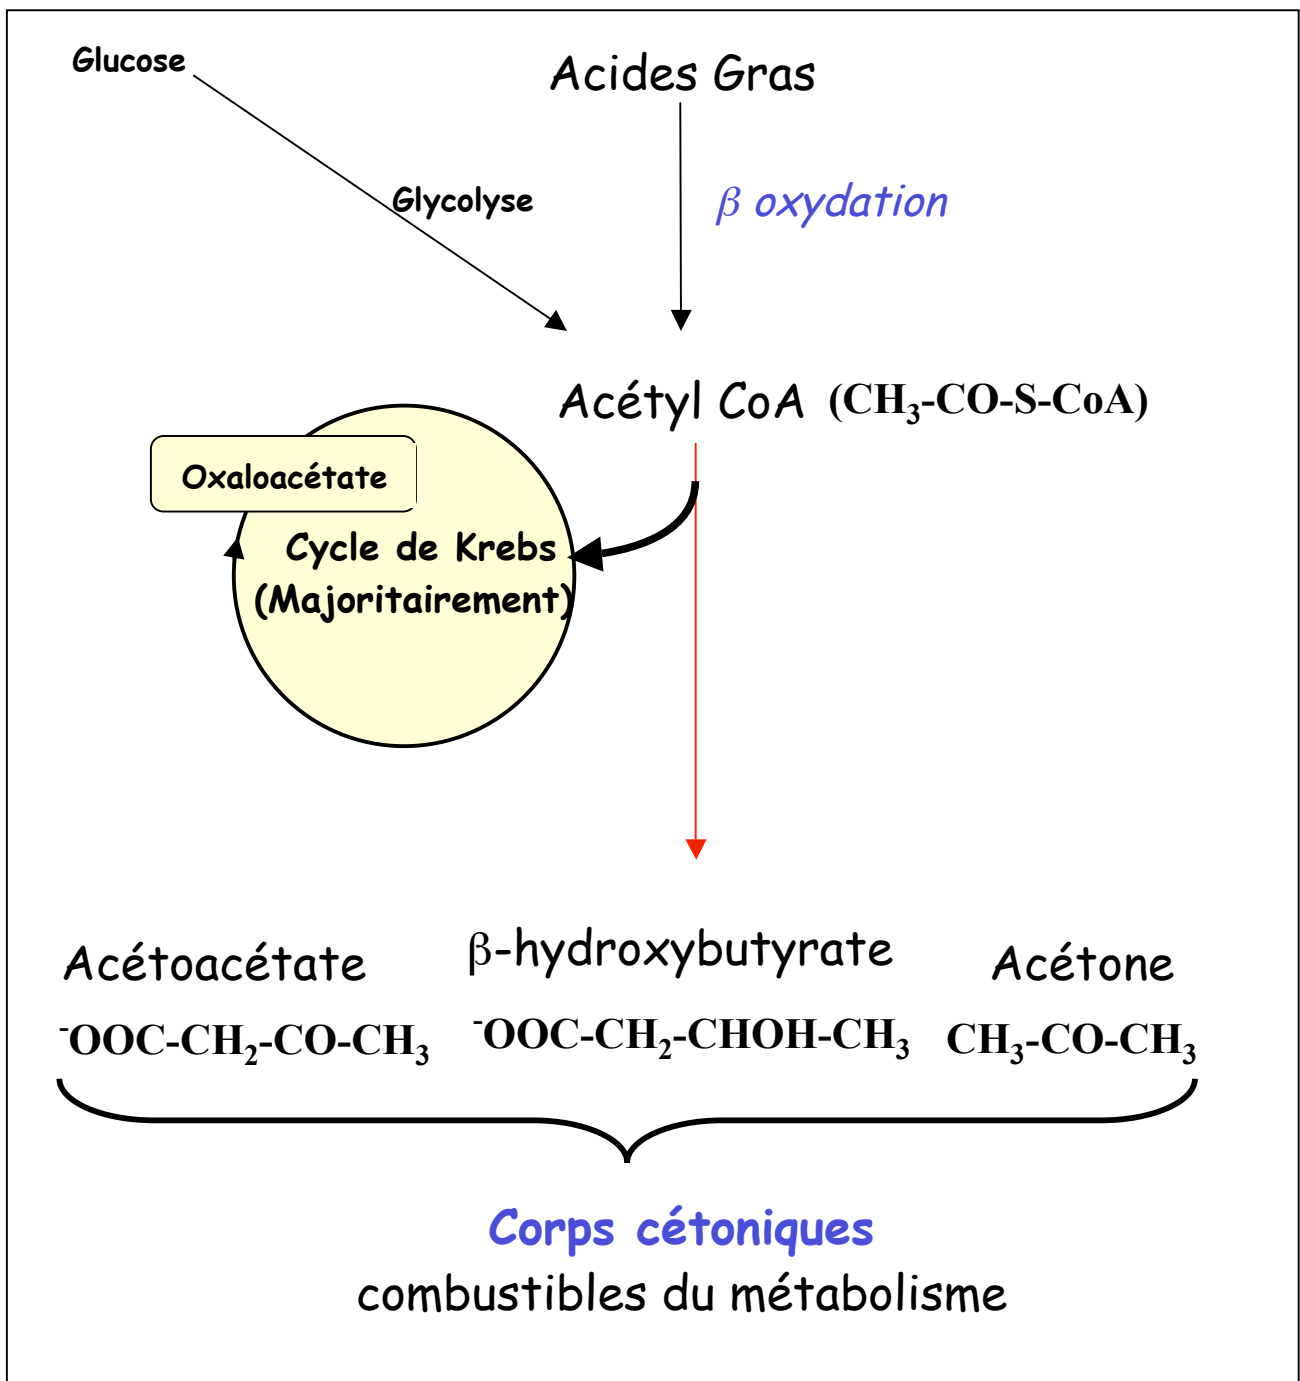 Glucose
Acides Gras
Glycolyse
β oxydation
Acétyl CoA (CH₃-CO-S-CoA)
Oxaloacétate
Cycle de Krebs
(Majoritairement)
Acétoacétate
β-hydroxybutyrate
Acétone
⁻OOC-CH₂-CO-CH₃
⁻OOC-CH₂-CHOH-CH₃
CH₃-CO-CH₃
Corps cétoniques
combustibles du métabolisme